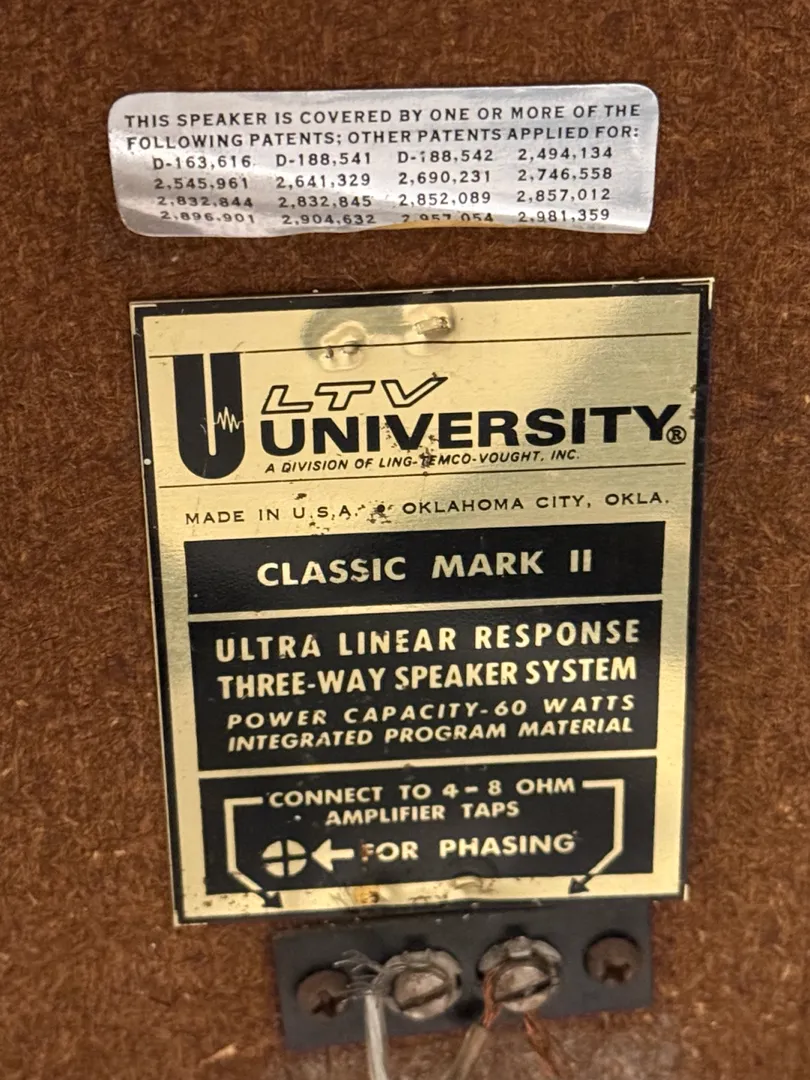 THIS SPEAKER IS COVERED BY ONE OR MORE OF THE
FOLLOWING PATENTS; OTHER PATENTS APPLIED FOR:
D-163,616 D-188,541 D-188,542 2,494,134
2,545,961 2,641,329 2,690,231 2,746,558
2,832,844 2,832,845 2,852,089 2,857,012
2,896,901 2,904,632 2,957,054 2,981,359
U LTV
UNIVERSITY®
A DIVISION OF LING-TEMCO-VOUGHT, INC.
MADE IN U.S.A. OKLAHOMA CITY, OKLA.
CLASSIC MARK II
ULTRA LINEAR RESPONSE
THREE-WAY SPEAKER SYSTEM
POWER CAPACITY-60 WATTS
INTEGRATED PROGRAM MATERIAL
CONNECT TO 4-8 OHM
AMPLIFIER TAPS
FOR PHASING